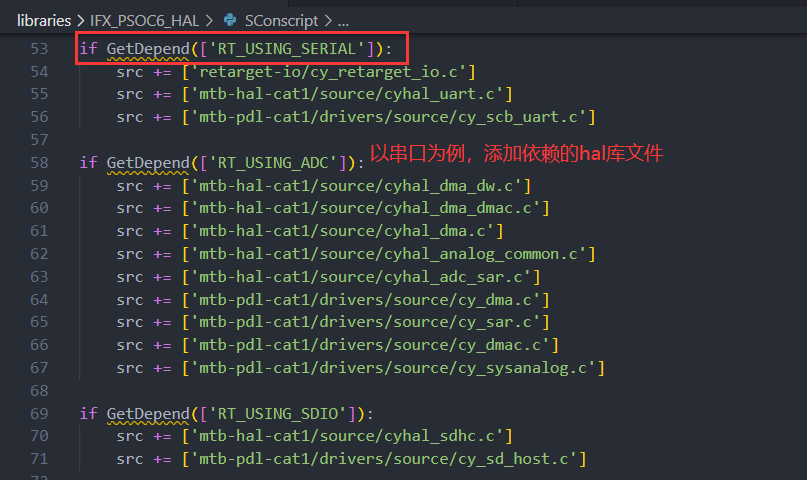 libraries > IFX_PSOC6_HAL > SConscript > ...
53 if GetDepend(['RT_USING_SERIAL']):
54 src += ['retarget-io/cy_retarget_io.c']
55 src += ['mtb-hal-cat1/source/cyhal_uart.c']
56 src += ['mtb-pdl-cat1/drivers/source/cy_scb_uart.c']
57
以串口为例，添加依赖的hal库文件
58 if GetDepend(['RT_USING_ADC']):
59 src += ['mtb-hal-cat1/source/cyhal_dma_dw.c']
60 src += ['mtb-hal-cat1/source/cyhal_dma_dmac.c']
61 src += ['mtb-hal-cat1/source/cyhal_dma.c']
62 src += ['mtb-hal-cat1/source/cyhal_analog_common.c']
63 src += ['mtb-hal-cat1/source/cyhal_adc_sar.c']
64 src += ['mtb-pdl-cat1/drivers/source/cy_dma.c']
65 src += ['mtb-pdl-cat1/drivers/source/cy_sar.c']
66 src += ['mtb-pdl-cat1/drivers/source/cy_dmac.c']
67 src += ['mtb-pdl-cat1/drivers/source/cy_sysanalog.c']
68
69 if GetDepend(['RT_USING_SDIO']):
70 src += ['mtb-hal-cat1/source/cyhal_sdhc.c']
71 src += ['mtb-pdl-cat1/drivers/source/cy_sd_host.c']